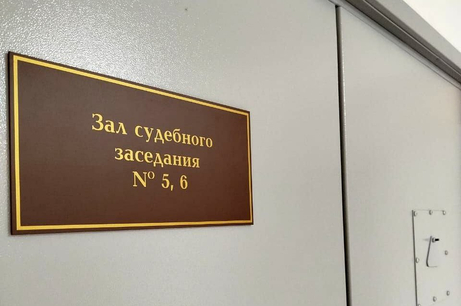 Зал судебного
заседания
№ 5, 6